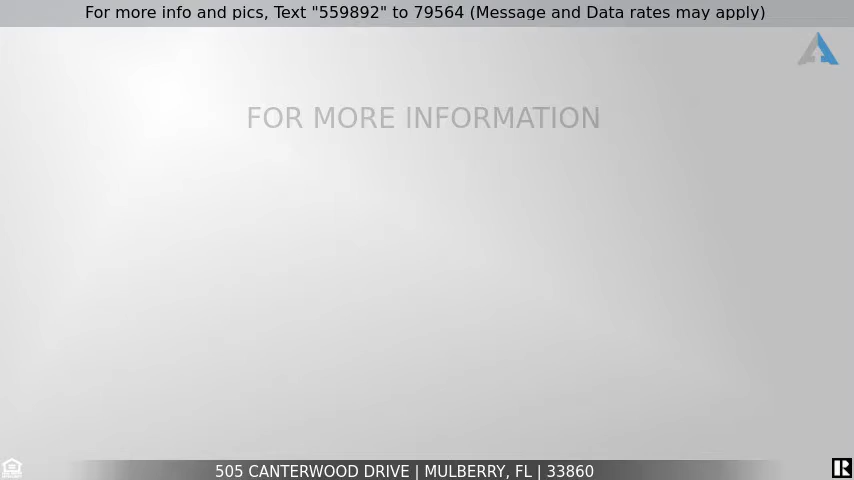 For more info and pics, Text "559892" to 79564 (Message and Data rates may apply)
FOR MORE INFORMATION
505 CANTERWOOD DRIVE | MULBERRY, FL | 33860